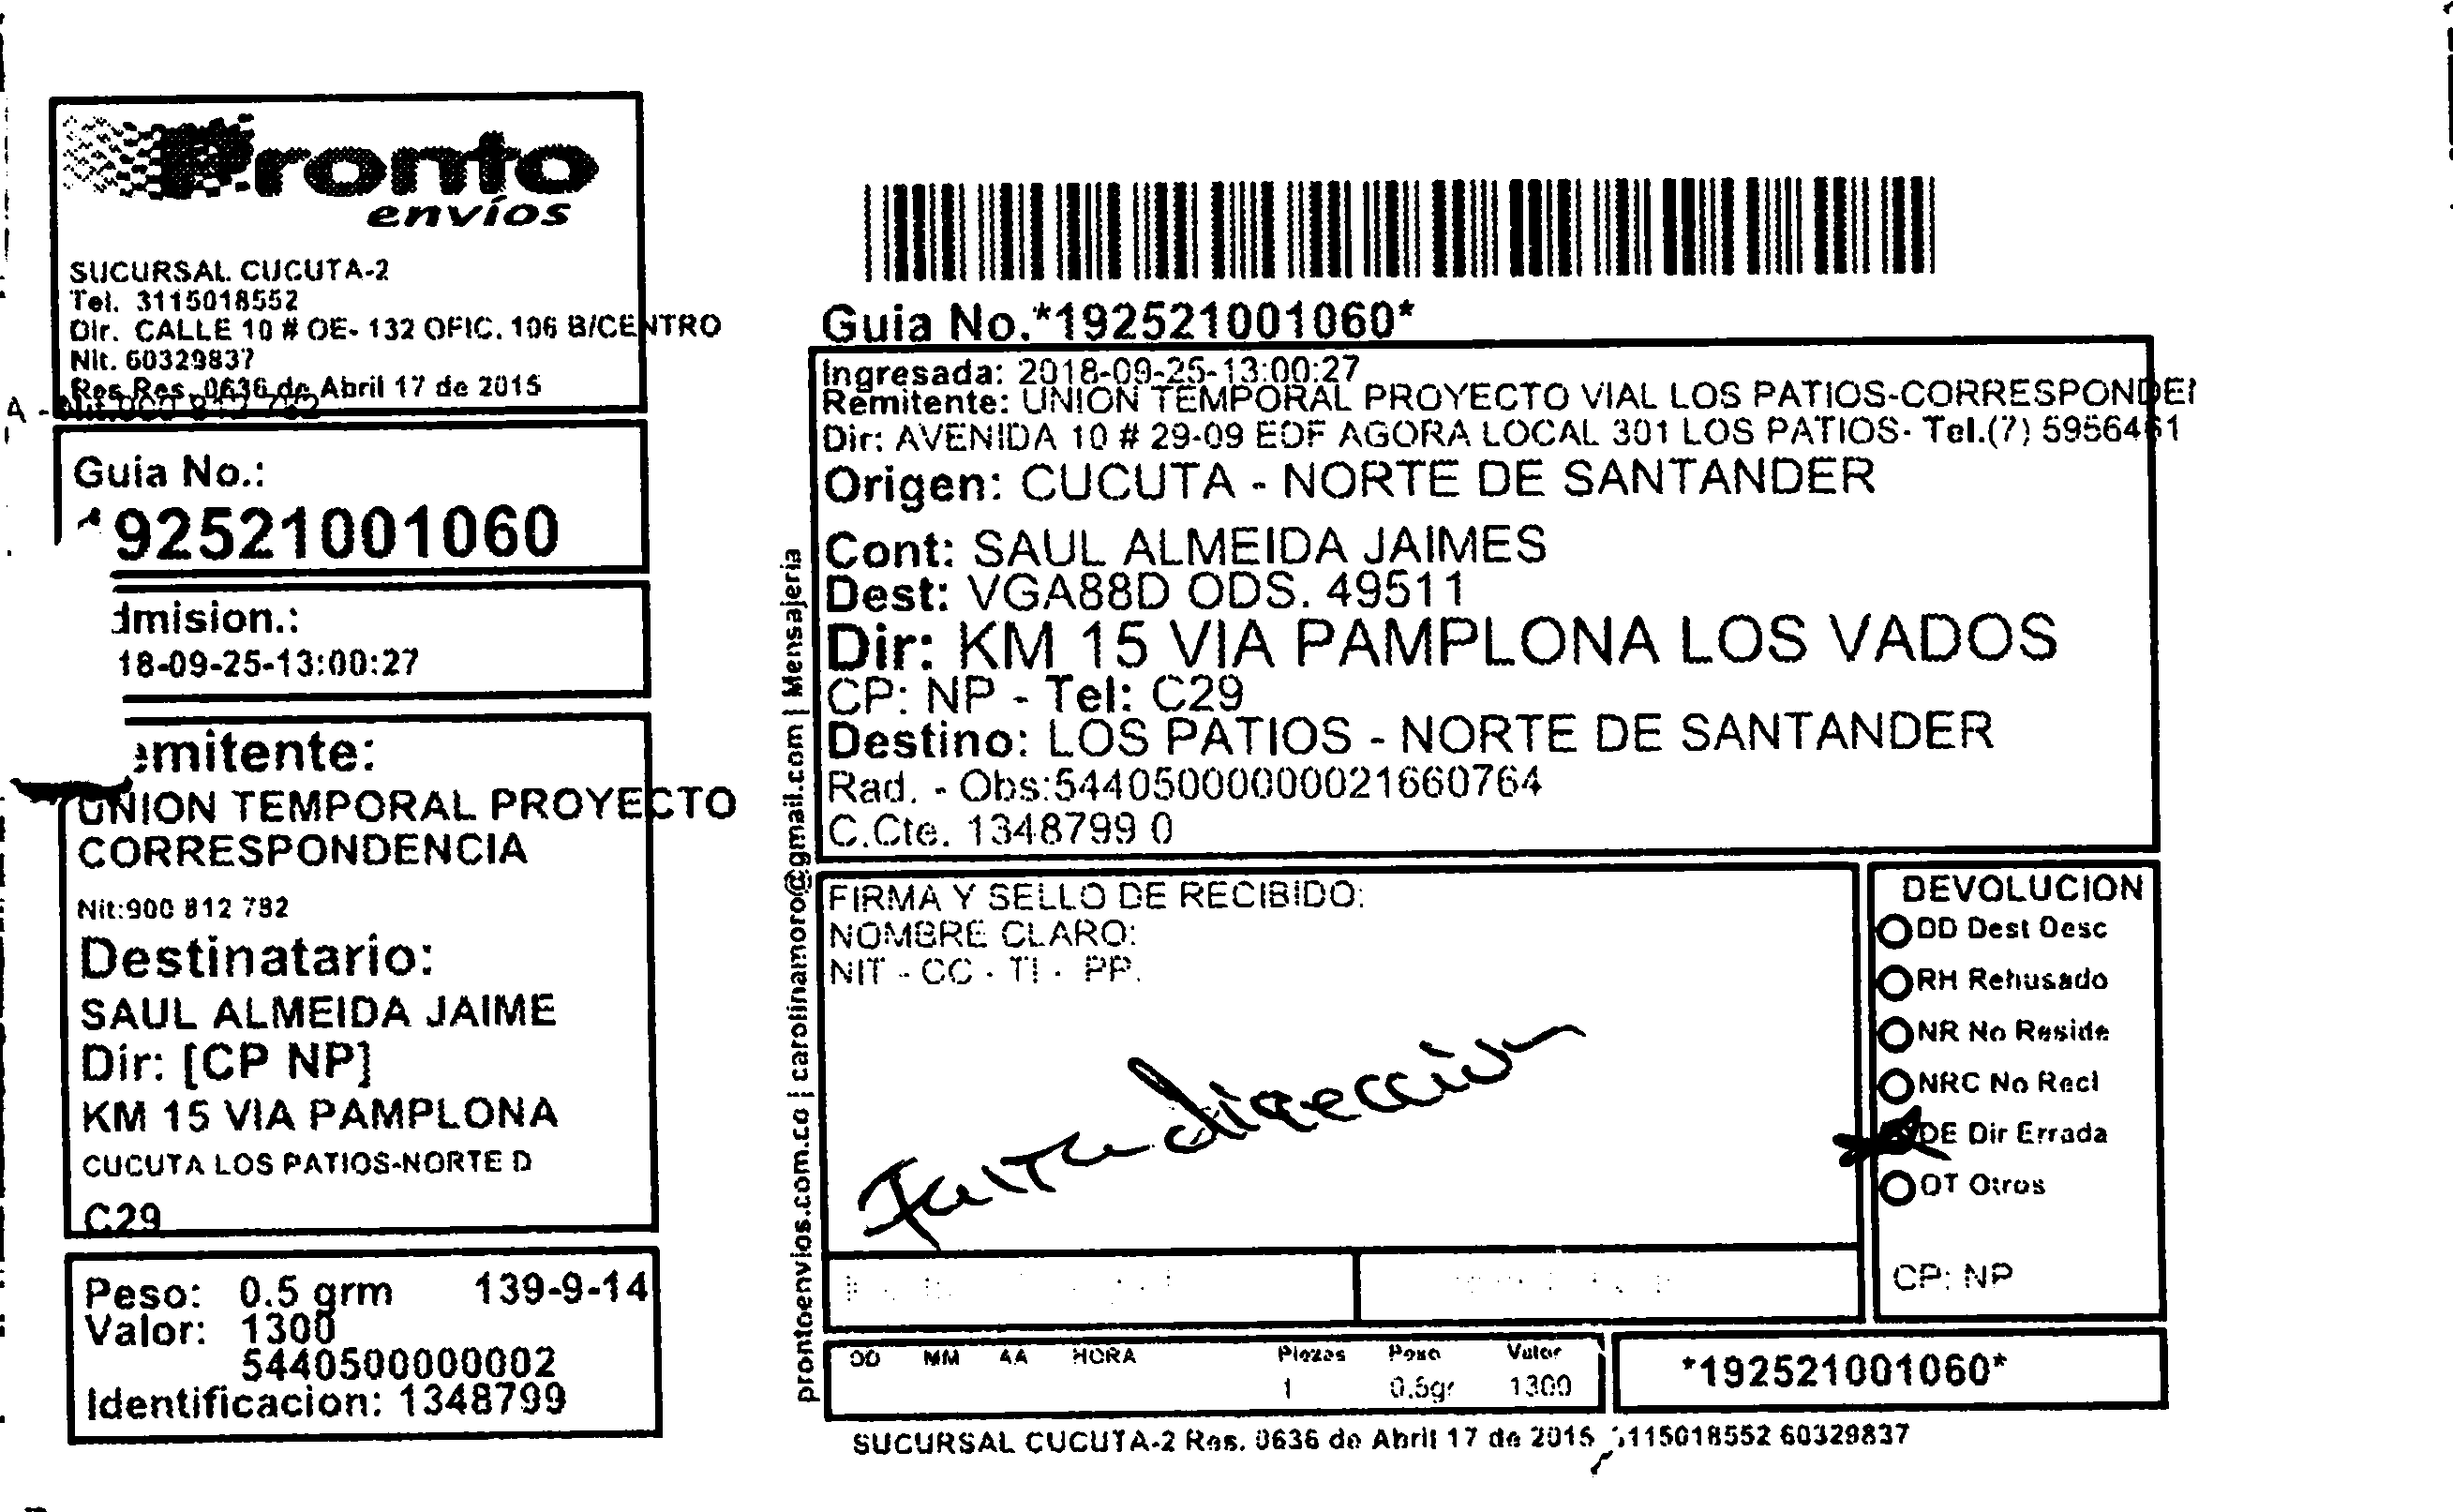 Pronto
envíos
SUCURSAL CUCUTA-2
Tel. 3115018552
Dir. CALLE 10 # OE- 132 OFIC. 106 B/CENTRO
Nit. 60329837
Res.Res. 0636 de Abril 17 de 2015
Guia No.:
192521001060
dmision.:
18-09-25-13:00:27
emitente:
UNION TEMPORAL PROYECTO
CORRESPONDENCIA
Nit:900 812 782
Destinatario:
SAUL ALMEIDA JAIME
Dir: [CP NP]
KM 15 VIA PAMPLONA
CUCUTA LOS PATIOS-NORTE D
C29
Peso: 0.5 grm 139-9-14
Valor: 1300
5440500000002
Identificacion: 1348799
prontoenvios.com.co | carolinamoro@gmail.com | Mensajeria
Guia No.*192521001060*
Ingresada: 2018-09-25-13:00:27
Remitente: UNION TEMPORAL PROYECTO VIAL LOS PATIOS-CORRESPONDEN
Dir: AVENIDA 10 # 29-09 EDF AGORA LOCAL 301 LOS PATIOS- Tel.(7) 5956461
Origen: CUCUTA - NORTE DE SANTANDER
Cont: SAUL ALMEIDA JAIMES
Dest: VGA88D ODS. 49511
Dir: KM 15 VIA PAMPLONA LOS VADOS
CP: NP - Tel: C29
Destino: LOS PATIOS - NORTE DE SANTANDER
Rad. - Obs:544050000000021660764
C.Cte. 1348799 0
FIRMA Y SELLO DE RECIBIDO:
NOMBRE CLARO:
NIT - CC - TI - PP.
Falta dirección
DEVOLUCION
DD Dest Desc
RH Rehusado
NR No Reside
NRC No Recl
DE Dir Errada
OT Otros
CP: NP
DD MM AA HORA Piezas Peso Valor
1 0.5gr 1300
*192521001060*
SUCURSAL CUCUTA-2 Res. 0636 de Abril 17 de 2015 3115018552 60329837